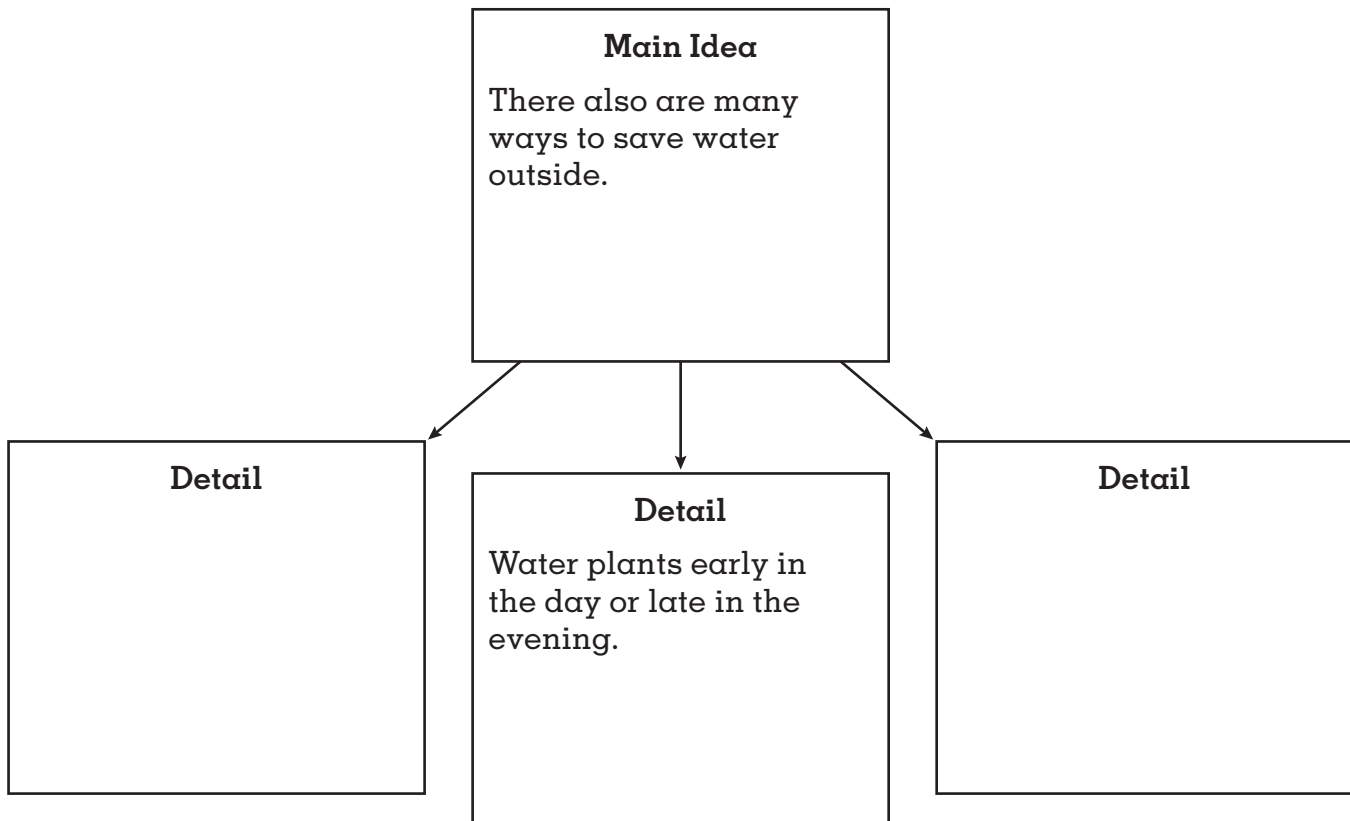 Main Idea
There also are many
ways to save water
outside.
Detail
Detail
Water plants early in
the day or late in the
evening.
Detail